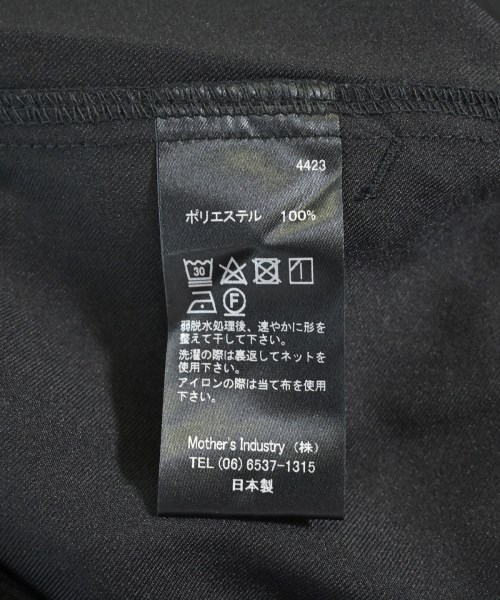 4423
ポリエステル 100%
30
F
弱脱水処理後、速やかに形を
整えて干して下さい。
洗濯の際は裏返してネットを
使用下さい。
アイロンの際は当て布を使用
下さい。
Mother's Industry (株)
TEL (06) 6537-1315
日本製